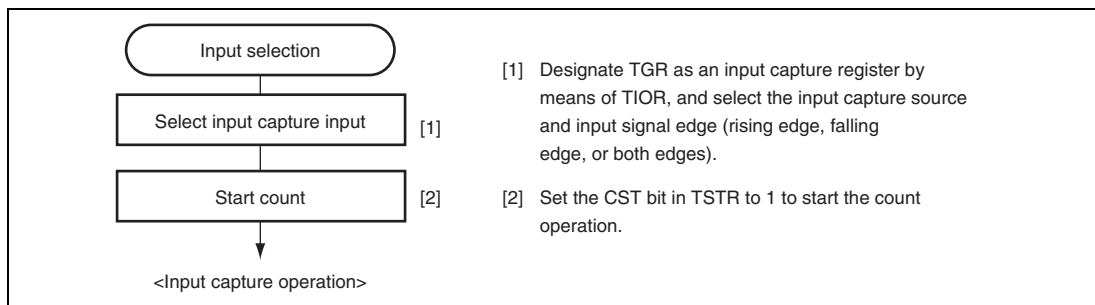 Input selection
Select input capture input
[1]
Start count
[2]
<Input capture operation>
[1] Designate TGR as an input capture register by
means of TIOR, and select the input capture source
and input signal edge (rising edge, falling
edge, or both edges).
[2] Set the CST bit in TSTR to 1 to start the count
operation.